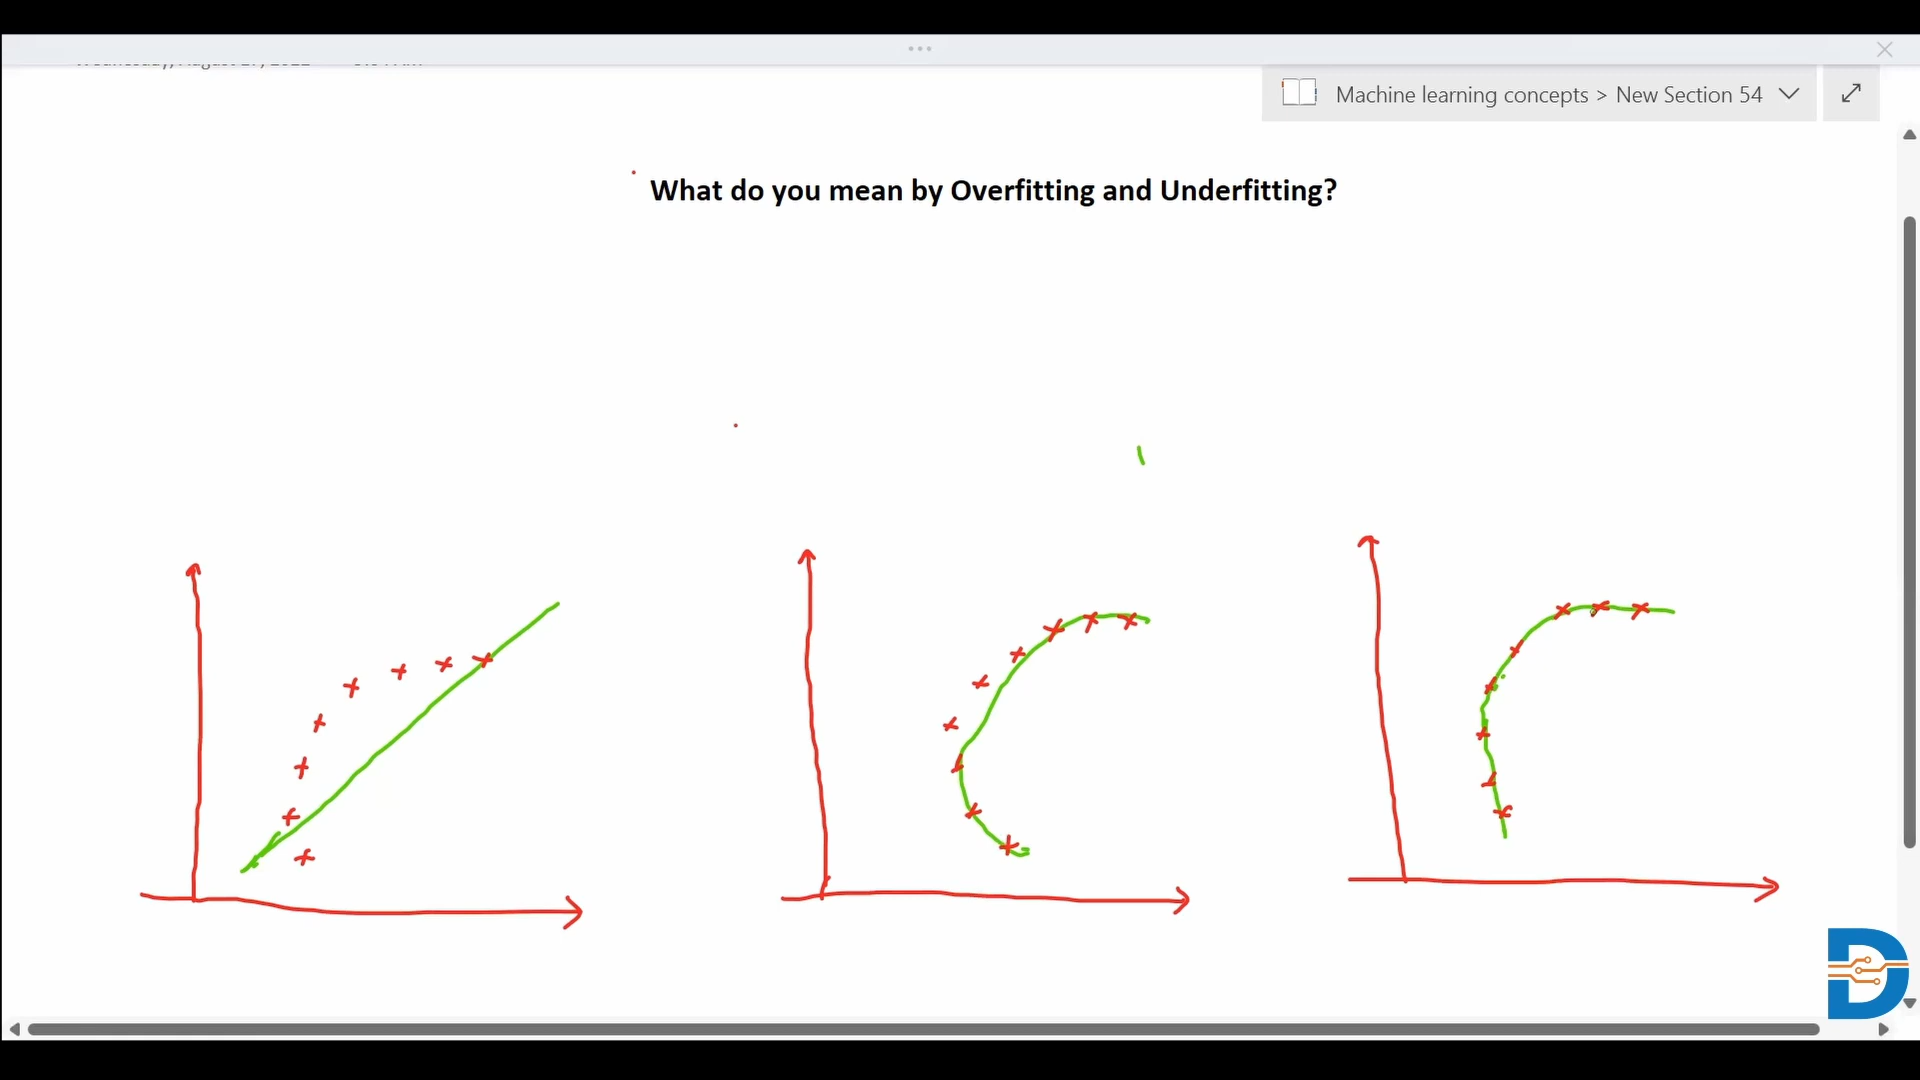 Machine learning concepts > New Section 54
What do you mean by Overfitting and Underfitting?